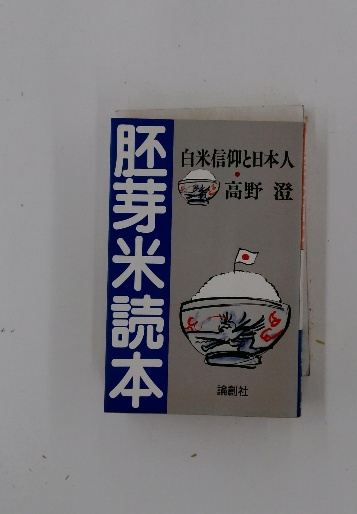 胚芽米読本
白米信仰と日本人
高野 澄
論創社